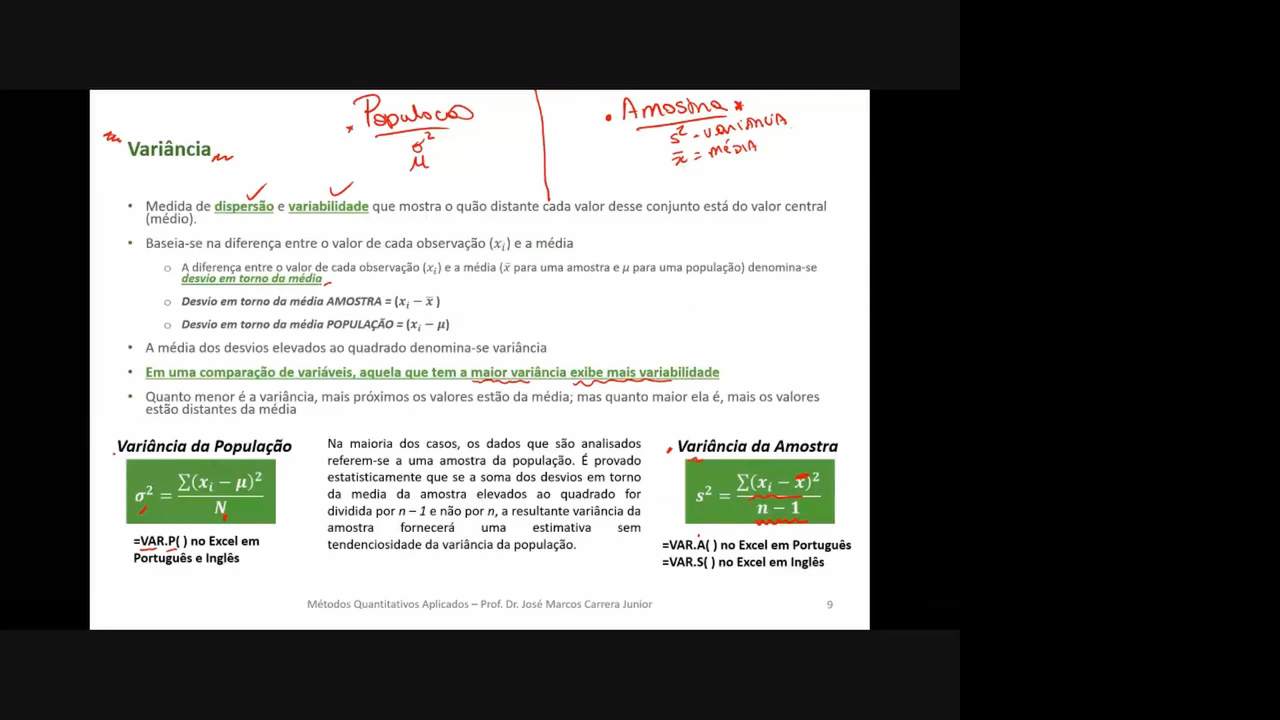 População
σ²
μ
Amostra
s² - variância
x̄ = média
Variância
• Medida de dispersão e variabilidade que mostra o quão distante cada valor desse conjunto está do valor central
(médio).
• Baseia-se na diferença entre o valor de cada observação (xᵢ) e a média
○ A diferença entre o valor de cada observação (xᵢ) e a média (x̄ para uma amostra e μ para uma população) denomina-se
desvio em torno da média
○ Desvio em torno da média AMOSTRA = (xᵢ − x̄ )
○ Desvio em torno da média POPULAÇÃO = (xᵢ − μ)
• A média dos desvios elevados ao quadrado denomina-se variância
• Em uma comparação de variáveis, aquela que tem a maior variância exibe mais variabilidade
• Quanto menor é a variância, mais próximos os valores estão da média; mas quanto maior ela é, mais os valores
estão distantes da média
Variância da População
σ² = ∑(xᵢ − μ)² / N
=VAR.P( ) no Excel em
Português e Inglês
Na maioria dos casos, os dados que são analisados
referem-se a uma amostra da população. É provado
estatisticamente que se a soma dos desvios em torno
da media da amostra elevados ao quadrado for
dividida por n – 1 e não por n, a resultante variância da
amostra fornecerá uma estimativa sem
tendenciosidade da variância da população.
Variância da Amostra
s² = ∑(xᵢ − x̄)² / n − 1
=VAR.A( ) no Excel em Português
=VAR.S( ) no Excel em Inglês
Métodos Quantitativos Aplicados – Prof. Dr. José Marcos Carrera Junior
9